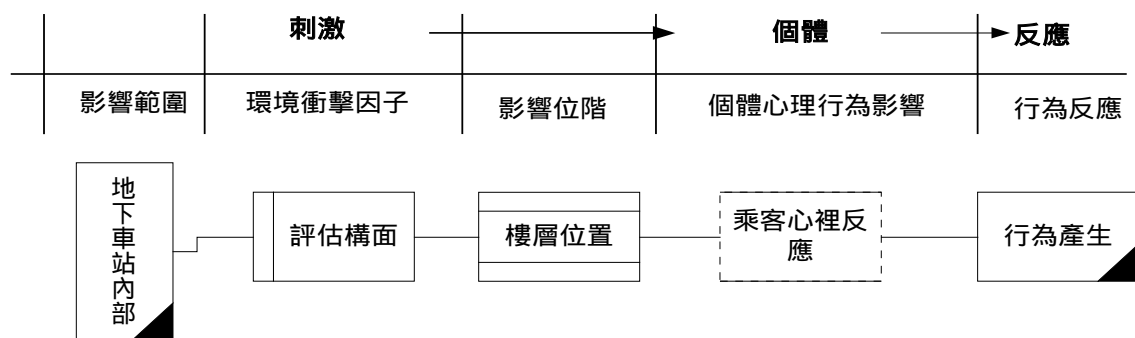 刺激
個體
反應
影響範圍
環境衝擊因子
影響位階
個體心理行為影響
行為反應
地下車站內部
評估構面
樓層位置
乘客心裡反
應
行為產生